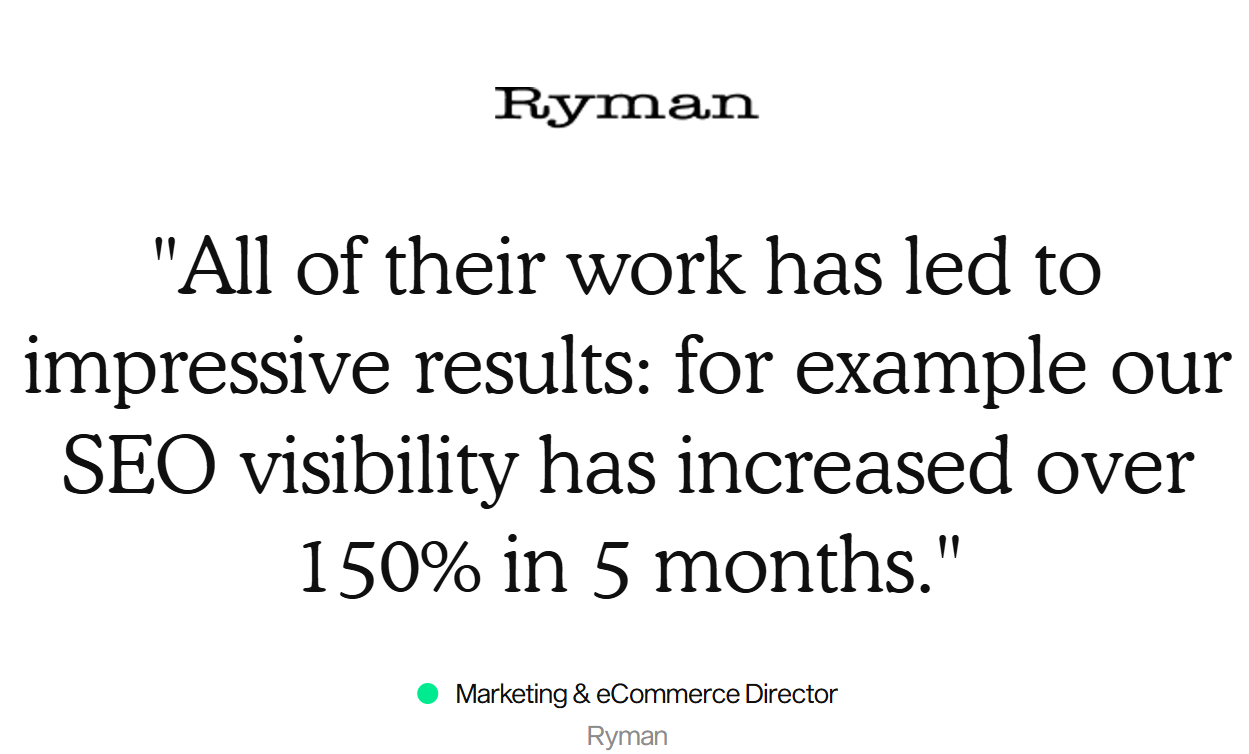 Ryman
"All of their work has led to
impressive results: for example our
SEO visibility has increased over
150% in 5 months."
Marketing & eCommerce Director
Ryman